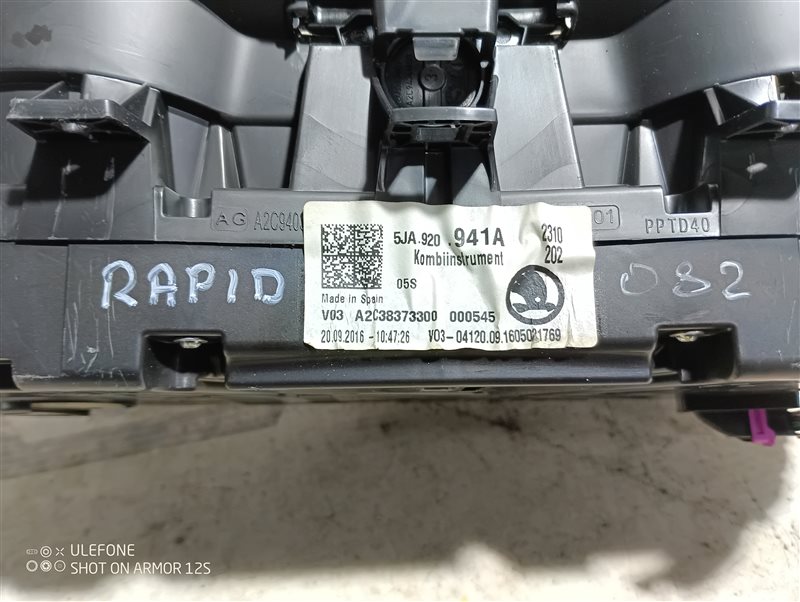 AG A2C940
01 PPTD40
5JA.920 .941A 2310
Kombiinstrument 202
05S
Made in Spain
V03 A2C38373300 000545
20.09.2016 - 10:47:26 V03-04120.09.1605021769
RAPID
082
ULEFONE
SHOT ON ARMOR 12S